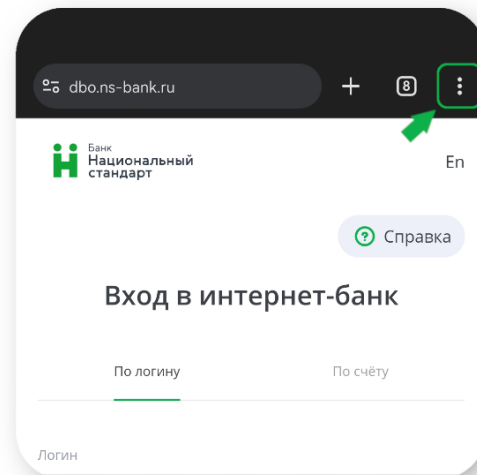 dbo.ns-bank.ru
8
Банк
Национальный
стандарт
En
? Справка
Вход в интернет-банк
По логину
По счёту
Логин